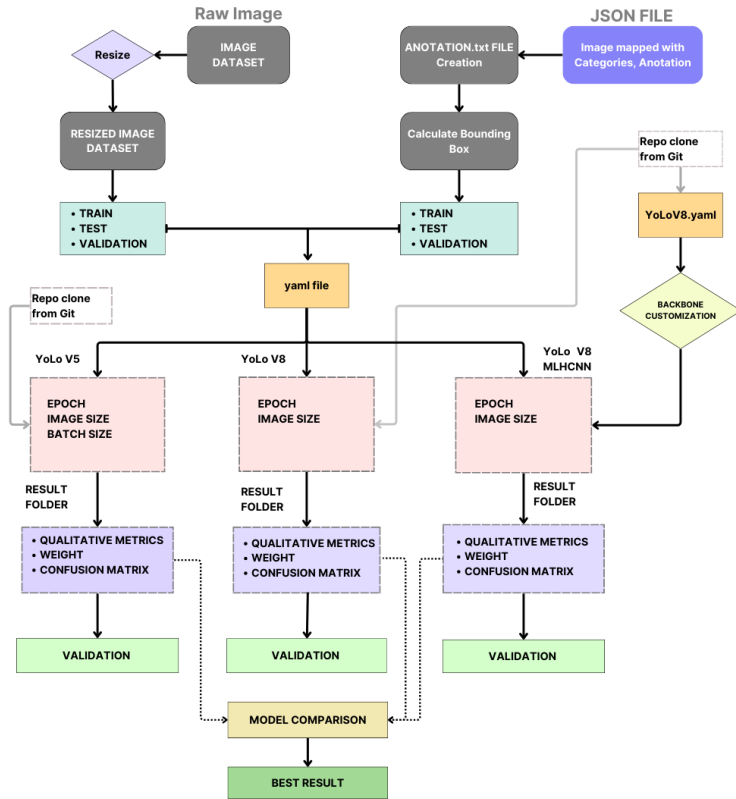 Raw Image
JSON FILE
Resize
IMAGE
DATASET
ANOTATION.txt FILE
Creation
Image mapped with
Categories, Anotation
RESIZED IMAGE
DATASET
Calculate Bounding
Box
Repo clone
from Git
• TRAIN
• TEST
• VALIDATION
• TRAIN
• TEST
• VALIDATION
YoLoV8.yaml
yaml file
Repo clone
from Git
BACKBONE
CUSTOMIZATION
YoLo V5
YoLo V8
YoLo V8
MLHCNN
EPOCH
IMAGE SIZE
BATCH SIZE
EPOCH
IMAGE SIZE
EPOCH
IMAGE SIZE
RESULT
FOLDER
RESULT
FOLDER
RESULT
FOLDER
• QUALITATIVE METRICS
• WEIGHT
• CONFUSION MATRIX
• QUALITATIVE METRICS
• WEIGHT
• CONFUSION MATRIX
• QUALITATIVE METRICS
• WEIGHT
• CONFUSION MATRIX
VALIDATION
VALIDATION
VALIDATION
MODEL COMPARISON
BEST RESULT